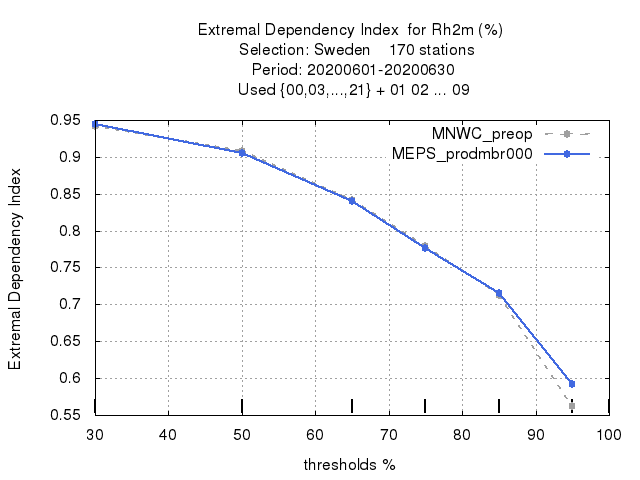 Extremal Dependency Index  for Rh2m (%)
Selection: Sweden    170 stations
Period: 20200601-20200630
Used {00,03,...,21} + 01 02 ... 09
MNWC_preop
MEPS_prodmbr000
Extremal Dependency Index
0.95
0.9
0.85
0.8
0.75
0.7
0.65
0.6
0.55
30 40 50 60 70 80 90 100
thresholds %